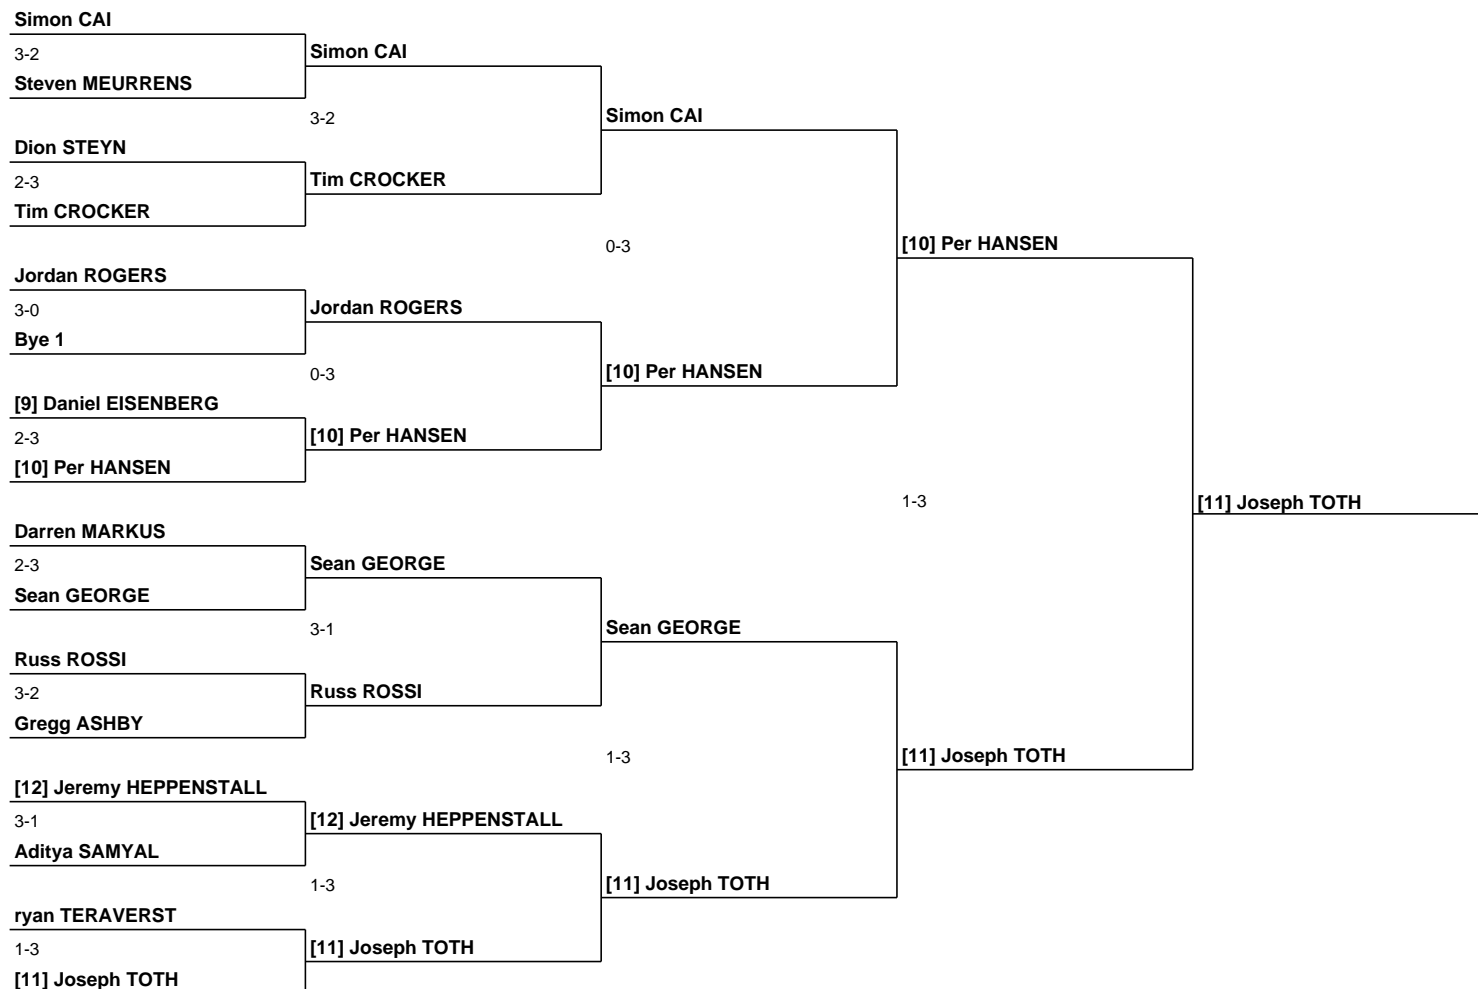 Simon CAI
3-2
Steven MEURRENS
Dion STEYN
2-3
Tim CROCKER
Jordan ROGERS
3-0
Bye 1
[9] Daniel EISENBERG
2-3
[10] Per HANSEN
Darren MARKUS
2-3
Sean GEORGE
Russ ROSSI
3-2
Gregg ASHBY
[12] Jeremy HEPPENSTALL
3-1
Aditya SAMYAL
ryan TERAVERST
1-3
[11] Joseph TOTH
Simon CAI
3-2
Tim CROCKER
Jordan ROGERS
0-3
[10] Per HANSEN
Sean GEORGE
3-1
Russ ROSSI
[12] Jeremy HEPPENSTALL
1-3
[11] Joseph TOTH
Simon CAI
0-3
[10] Per HANSEN
Sean GEORGE
1-3
[11] Joseph TOTH
[10] Per HANSEN
1-3
[11] Joseph TOTH
[11] Joseph TOTH